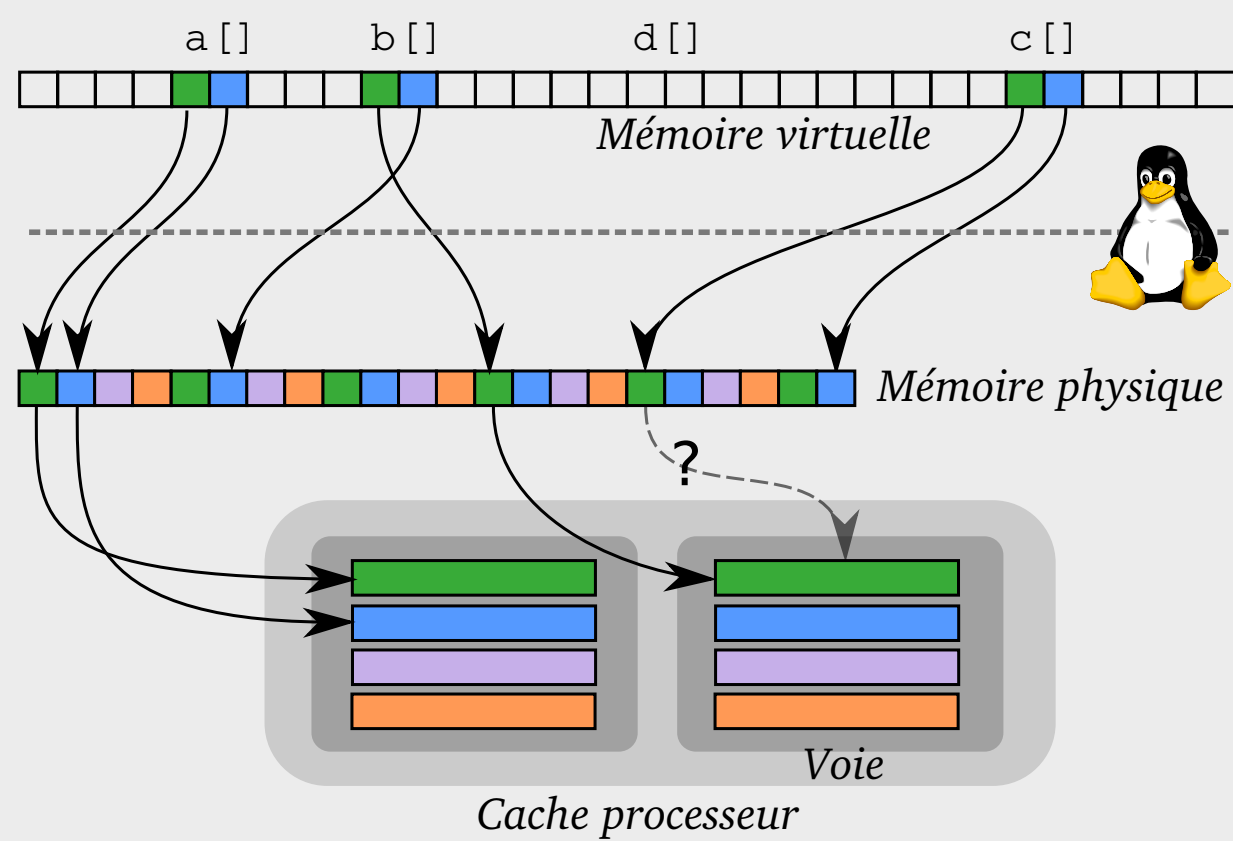 a[] b[] d[] c[]
Mémoire virtuelle
Mémoire physique
?
Voie
Cache processeur